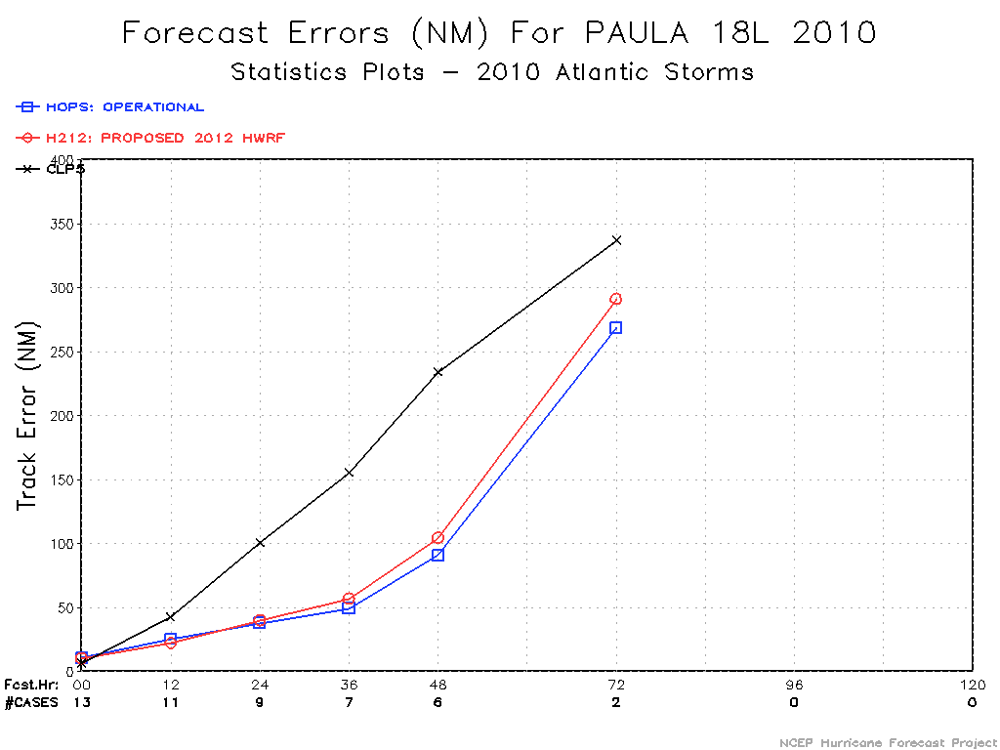 Forecast Errors (NM) For PAULA 18L 2010
Statistics Plots – 2010 Atlantic Storms
HOPS: OPERATIONAL
H212: PROPOSED 2012 HWRF
CLP5
400
350
300
250
200
150
100
50
0
Track Error (NM)
Fcst.Hr: 00 12 24 36 48 72 96 120
#CASES 13 11 9 7 6 2 0 0
NCEP Hurricane Forecast Project